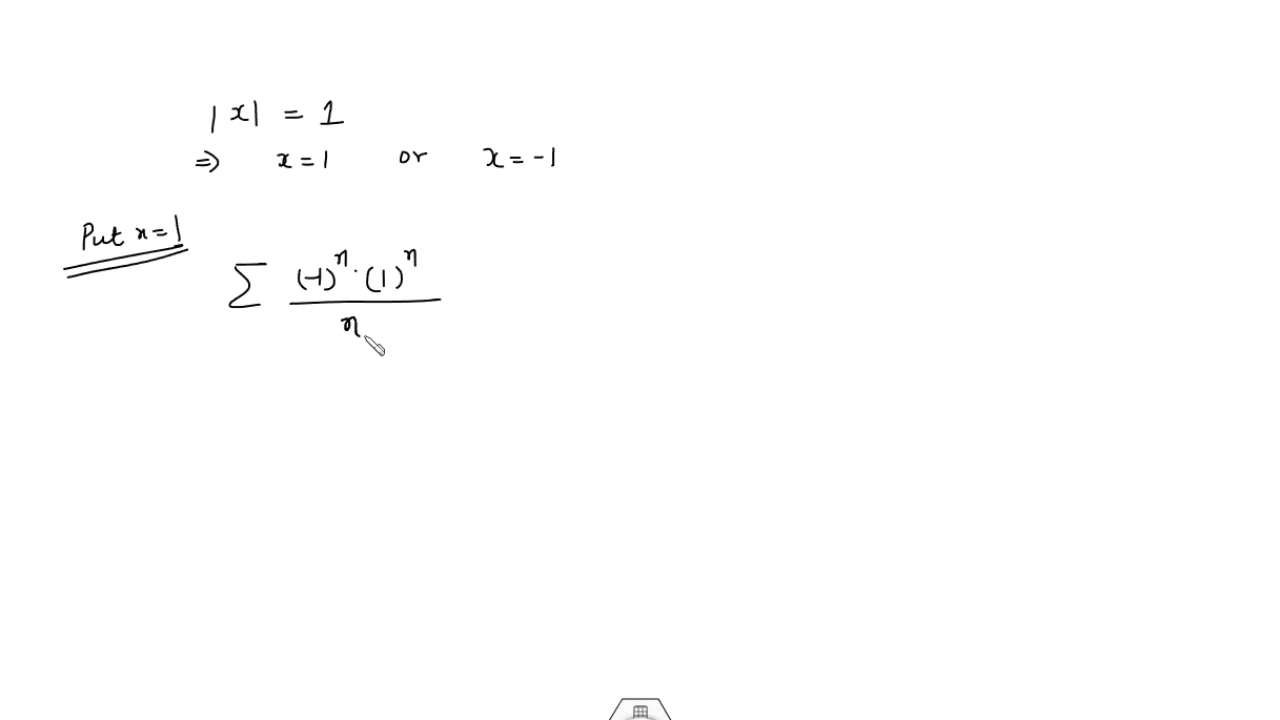 |x| = 1
⇒ x = 1 or x = -1
Put x = 1
∑ (-1)^n · (1)^n / n